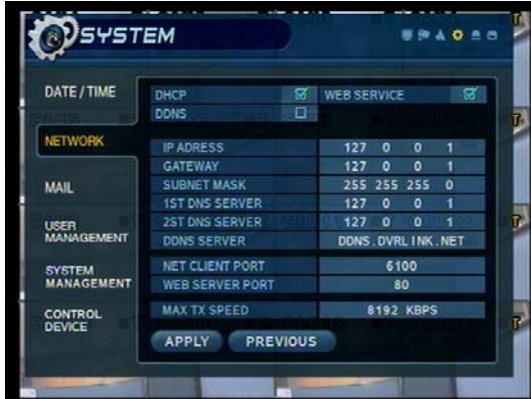 SYSTEM
DATE / TIME
NETWORK
MAIL
USER
MANAGEMENT
SYSTEM
MANAGEMENT
CONTROL
DEVICE
DHCP WEB SERVICE
DDNS
IP ADRESS 127 0 0 1
GATEWAY 127 0 0 1
SUBNET MASK 255 255 255 0
1ST DNS SERVER 127 0 0 1
2ST DNS SERVER 127 0 0 1
DDNS SERVER DDNS.DVRLINK.NET
NET CLIENT PORT 6100
WEB SERVER PORT 80
MAX TX SPEED 8192 KBPS
APPLY PREVIOUS